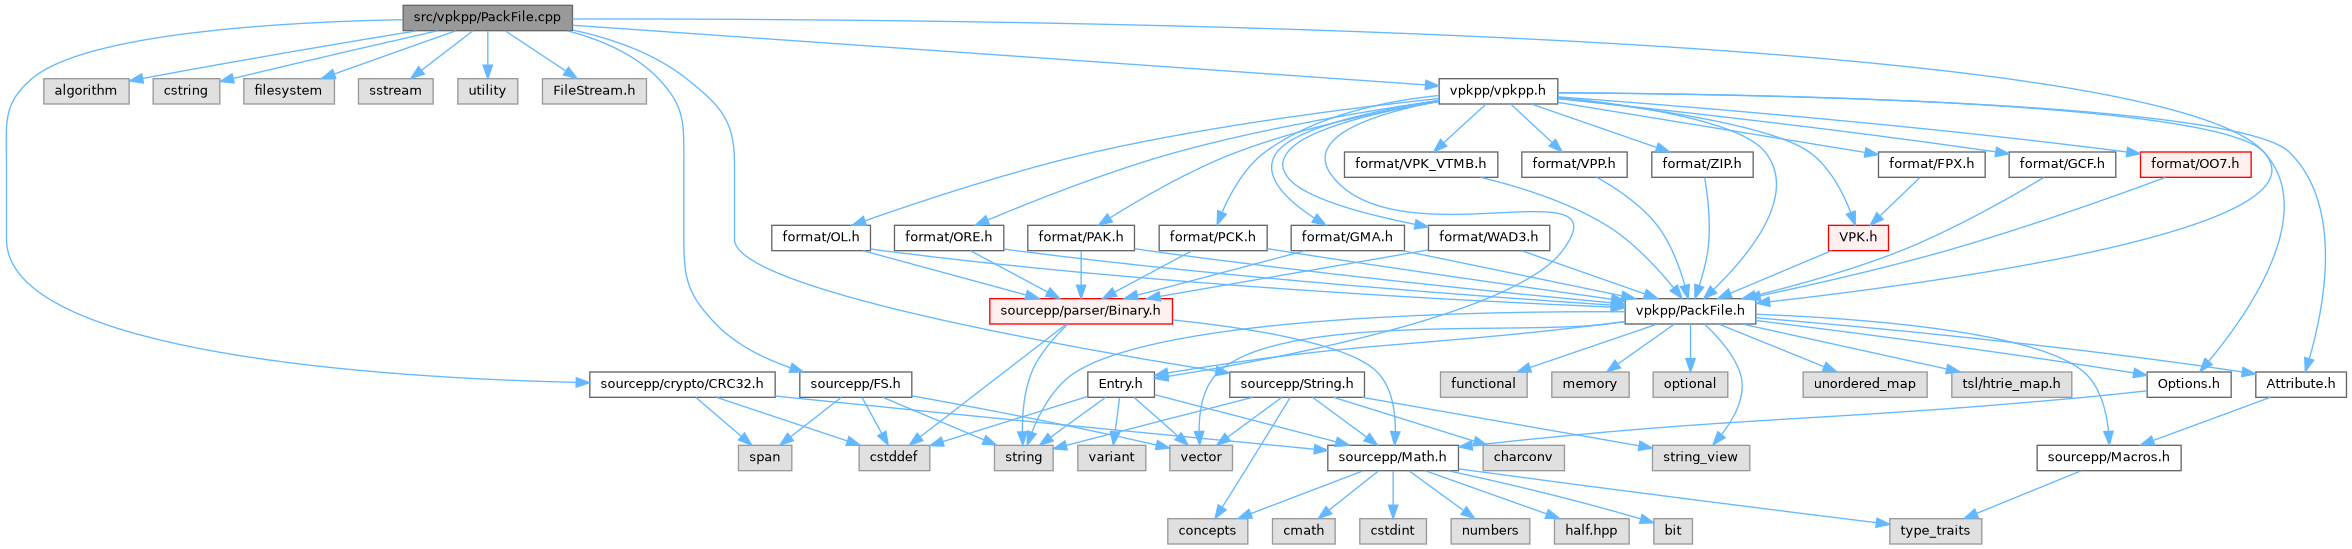 src/vpkpp/PackFile.cpp
algorithm
cstring
filesystem
sstream
utility
FileStream.h
vpkpp/vpkpp.h
format/VPK_VTMB.h
format/VPP.h
format/ZIP.h
format/FPX.h
format/GCF.h
format/OO7.h
format/OL.h
format/ORE.h
format/PAK.h
format/PCK.h
format/GMA.h
format/WAD3.h
VPK.h
sourcepp/parser/Binary.h
vpkpp/PackFile.h
sourcepp/crypto/CRC32.h
sourcepp/FS.h
Entry.h
sourcepp/String.h
functional
memory
optional
unordered_map
tsl/htrie_map.h
Options.h
Attribute.h
span
cstddef
string
variant
vector
sourcepp/Math.h
charconv
string_view
sourcepp/Macros.h
concepts
cmath
cstdint
numbers
half.hpp
bit
type_traits